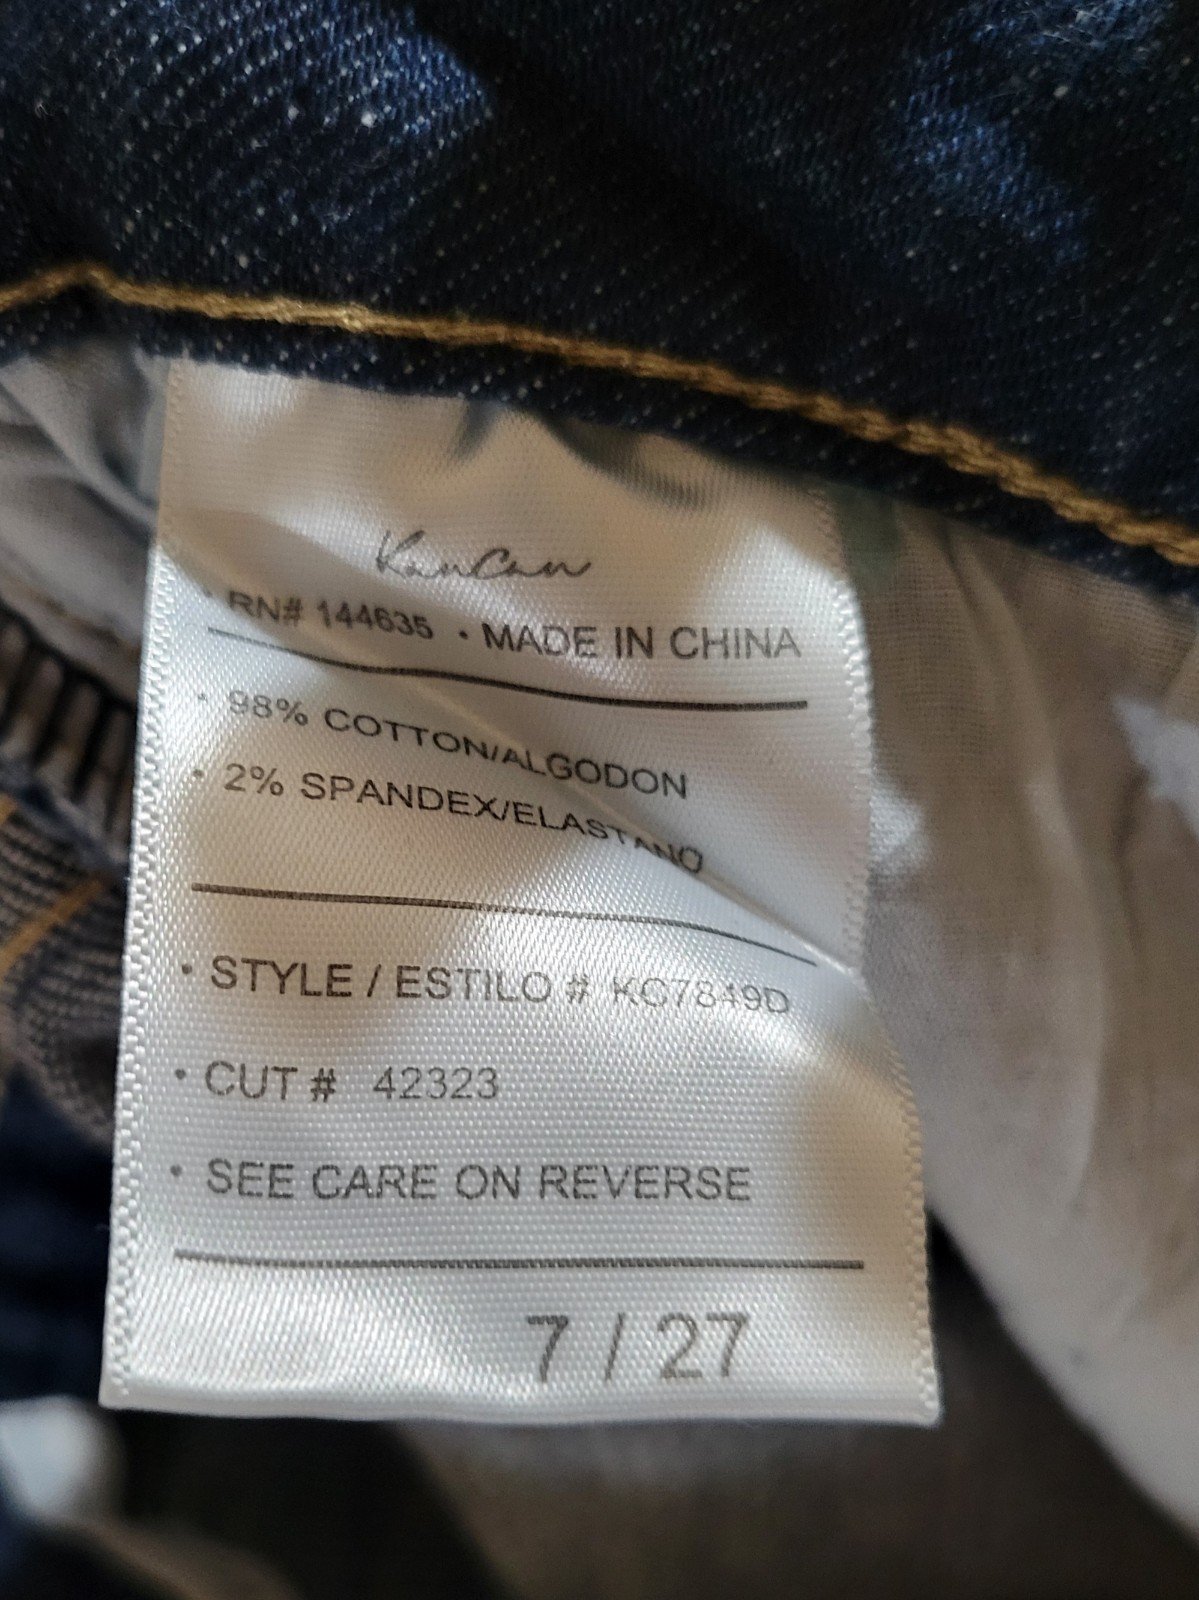 KanCan
RN# 144635 • MADE IN CHINA
• 98% COTTON/ALGODON
• 2% SPANDEX/ELASTANO
• STYLE / ESTILO # KC7849D
• CUT # 42323
• SEE CARE ON REVERSE
7 / 27